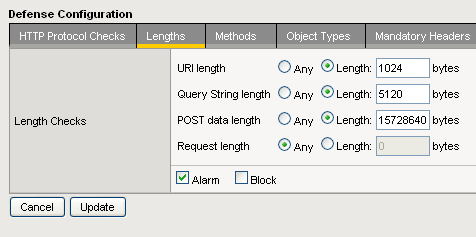 Defense Configuration
HTTP Protocol Checks Lengths Methods Object Types Mandatory Headers
URI length Any Length: 1024 bytes
Query String length Any Length: 5120 bytes
Length Checks
POST data length Any Length: 15728640 bytes
Request length Any Length: 0 bytes
Alarm Block
Cancel Update